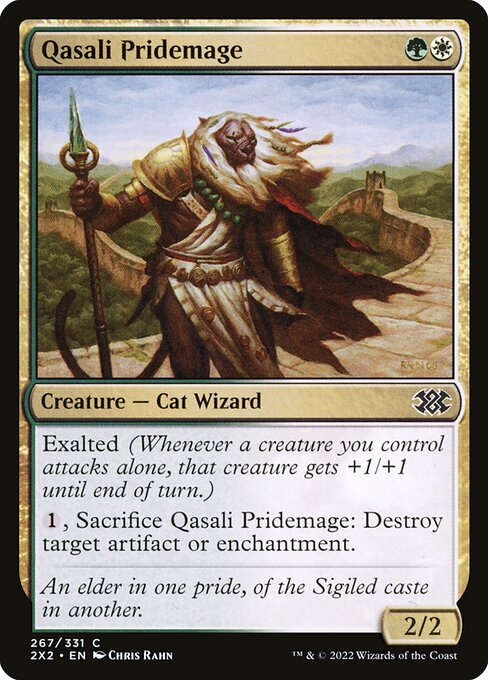 Qasali Pridemage
RAHN 08
Creature — Cat Wizard
Exalted (Whenever a creature you control
attacks alone, that creature gets +1/+1
until end of turn.)
1, Sacrifice Qasali Pridemage: Destroy
target artifact or enchantment.
An elder in one pride, of the Sigiled caste
in another.
2/2
267/331 C
2X2 • EN Chris Rahn
™ & © 2022 Wizards of the Coast